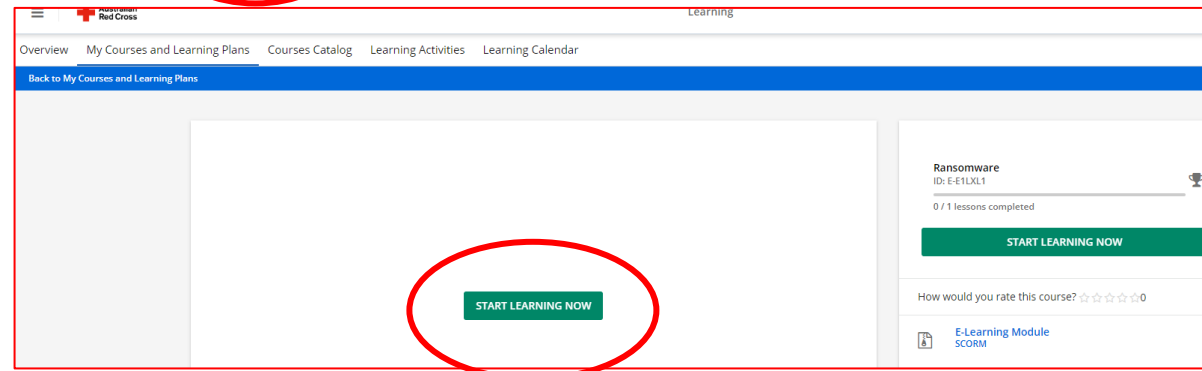 Australian
Red Cross
Learning
Overview My Courses and Learning Plans Courses Catalog Learning Activities Learning Calendar
Back to My Courses and Learning Plans
START LEARNING NOW
Ransomware
ID: E-E1LXL1
0 / 1 lessons completed
START LEARNING NOW
How would you rate this course? ☆☆☆☆☆0
E-Learning Module
SCORM